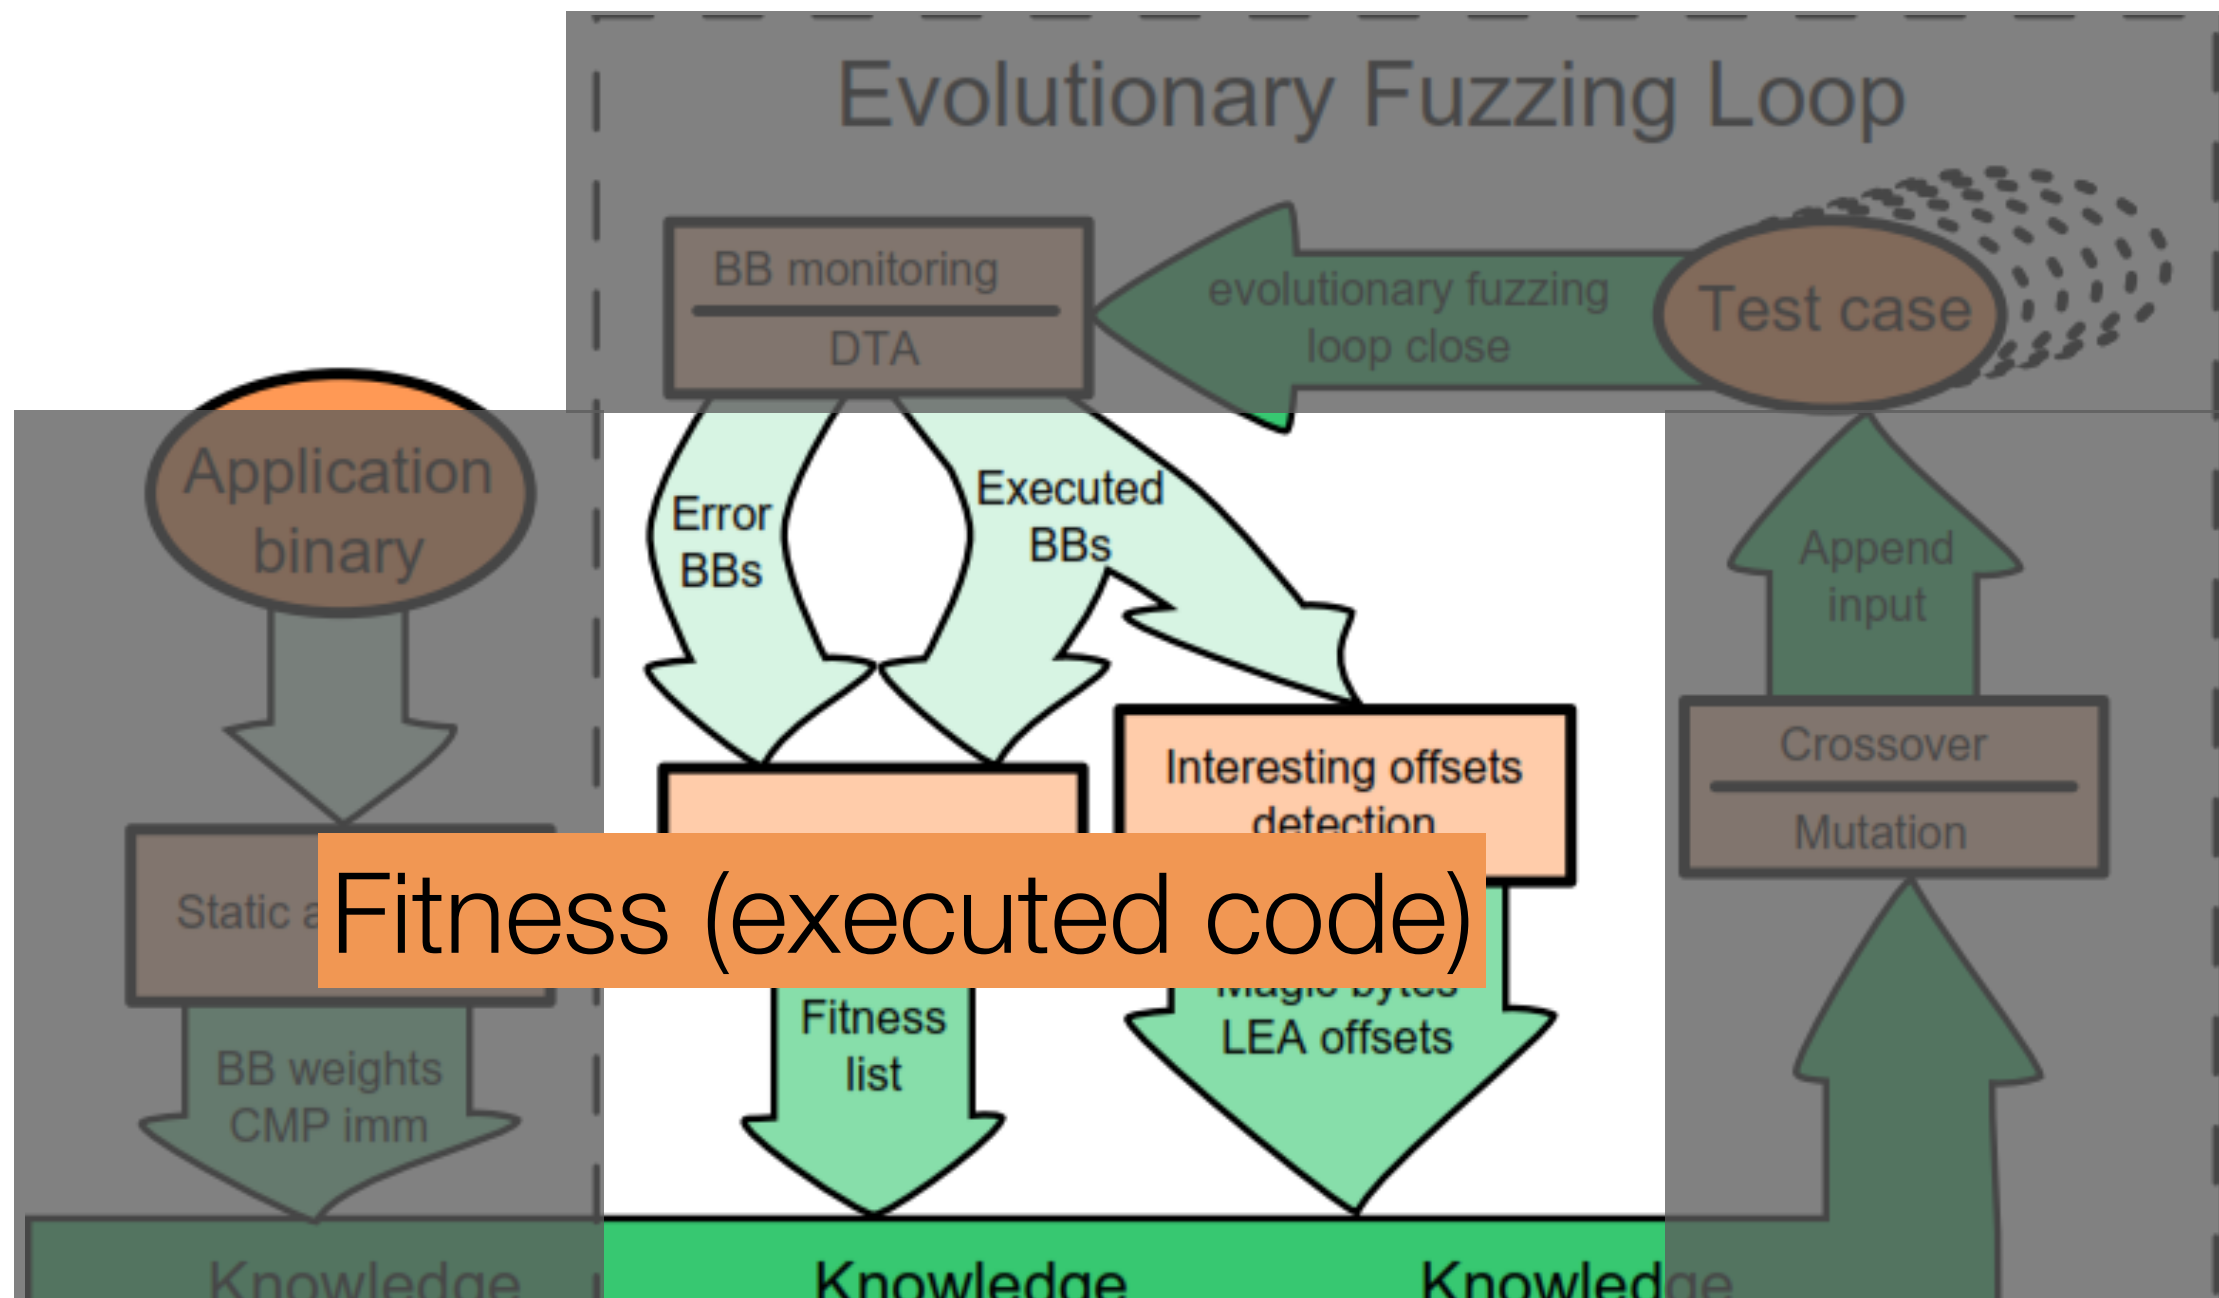 Evolutionary Fuzzing Loop
BB monitoring
DTA
evolutionary fuzzing
loop close
Test case
Application
binary
Error
BBs
Executed
BBs
Append
input
Interesting offsets
detection
Crossover
Mutation
Static a
Fitness (executed code)
Magic bytes
LEA offsets
Fitness
list
BB weights
CMP imm
Knowledge
Knowledge
Knowledge